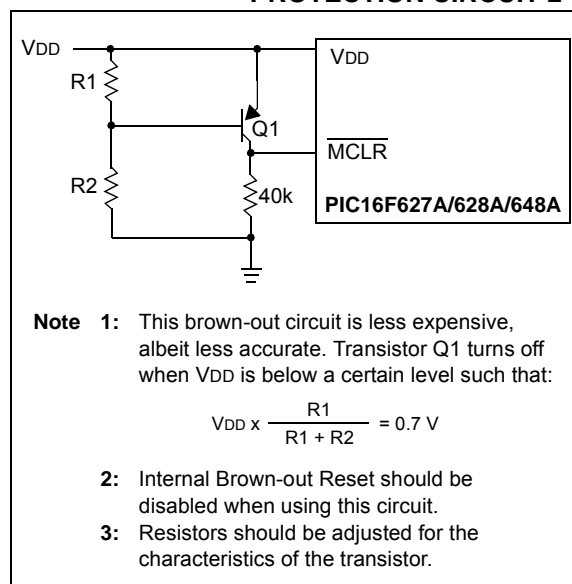 PROTECTION CIRCUIT 2
VDD
VDD
R1
Q1
MCLR
R2
40k
PIC16F627A/628A/648A
Note 1: This brown-out circuit is less expensive,
albeit less accurate. Transistor Q1 turns off
when VDD is below a certain level such that:
VDD x R1 / R1 + R2 = 0.7 V
2: Internal Brown-out Reset should be
disabled when using this circuit.
3: Resistors should be adjusted for the
characteristics of the transistor.